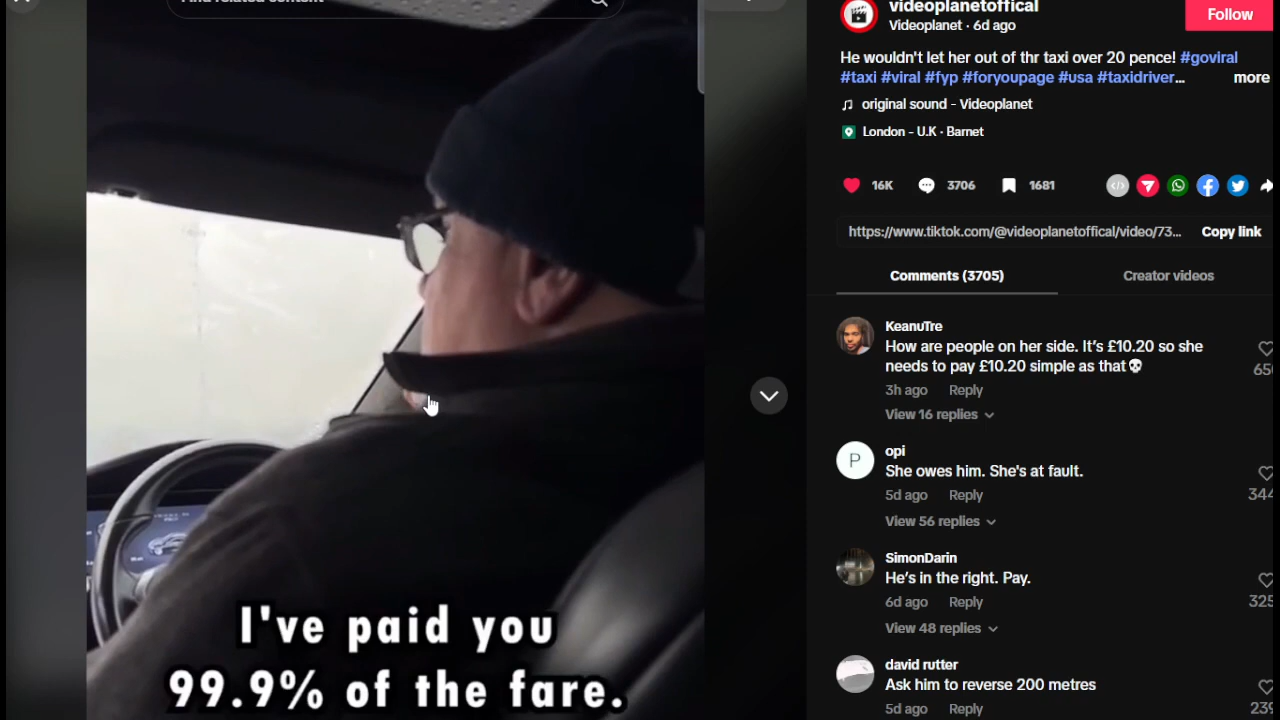 Find related content
videoplanetoffical
Videoplanet · 6d ago
Follow
He wouldn't let her out of thr taxi over 20 pence! #goviral
#taxi #viral #fyp #foryoupage #usa #taxidriver...
more
original sound - Videoplanet
London - U.K · Barnet
16K
3706
1681
https://www.tiktok.com/@videoplanetoffical/video/73...
Copy link
Comments (3705)
Creator videos
KeanuTre
How are people on her side. It's £10.20 so she
needs to pay £10.20 simple as that💀
3h ago Reply
View 16 replies
P
opi
She owes him. She's at fault.
344
5d ago Reply
View 56 replies
SimonDarin
He's in the right. Pay.
325
6d ago Reply
View 48 replies
david rutter
Ask him to reverse 200 metres
5d ago Reply
I've paid you
99.9% of the fare.